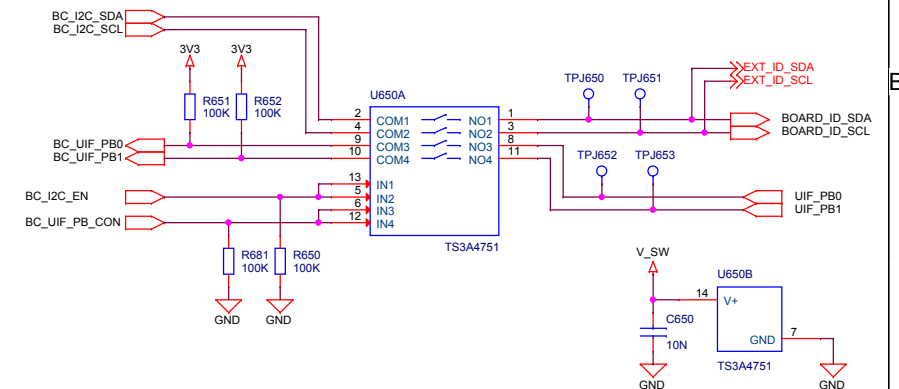 BC_I2C_SDA
BC_I2C_SCL
3V3
3V3
R651
100K
R652
100K
BC_UIF_PB0
BC_UIF_PB1
BC_I2C_EN
BC_UIF_PB_CON
R681
100K
R650
100K
GND
GND
U650A
2 COM1 NO1 1
4 COM2 NO2 3
9 COM3 NO3 8
10 COM4 NO4 11
13 IN1
5 IN2
6 IN3
12 IN4
TS3A4751
TPJ650
TPJ651
TPJ652
TPJ653
EXT_ID_SDA
EXT_ID_SCL
BOARD_ID_SDA
BOARD_ID_SCL
UIF_PB0
UIF_PB1
V_SW
U650B
14 V+
C650
10N
GND 7
TS3A4751
GND
GND